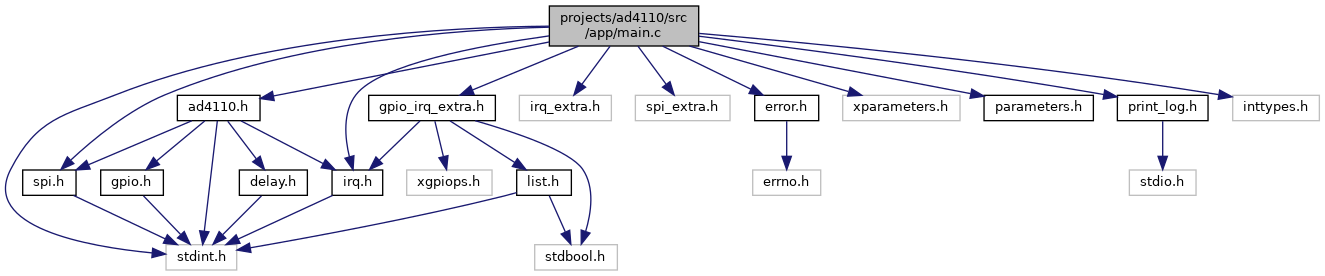 projects/ad4110/src
/app/main.c
ad4110.h
gpio_irq_extra.h
irq_extra.h
spi_extra.h
error.h
xparameters.h
parameters.h
print_log.h
inttypes.h
spi.h
gpio.h
delay.h
irq.h
xgpiops.h
list.h
errno.h
stdio.h
stdint.h
stdbool.h